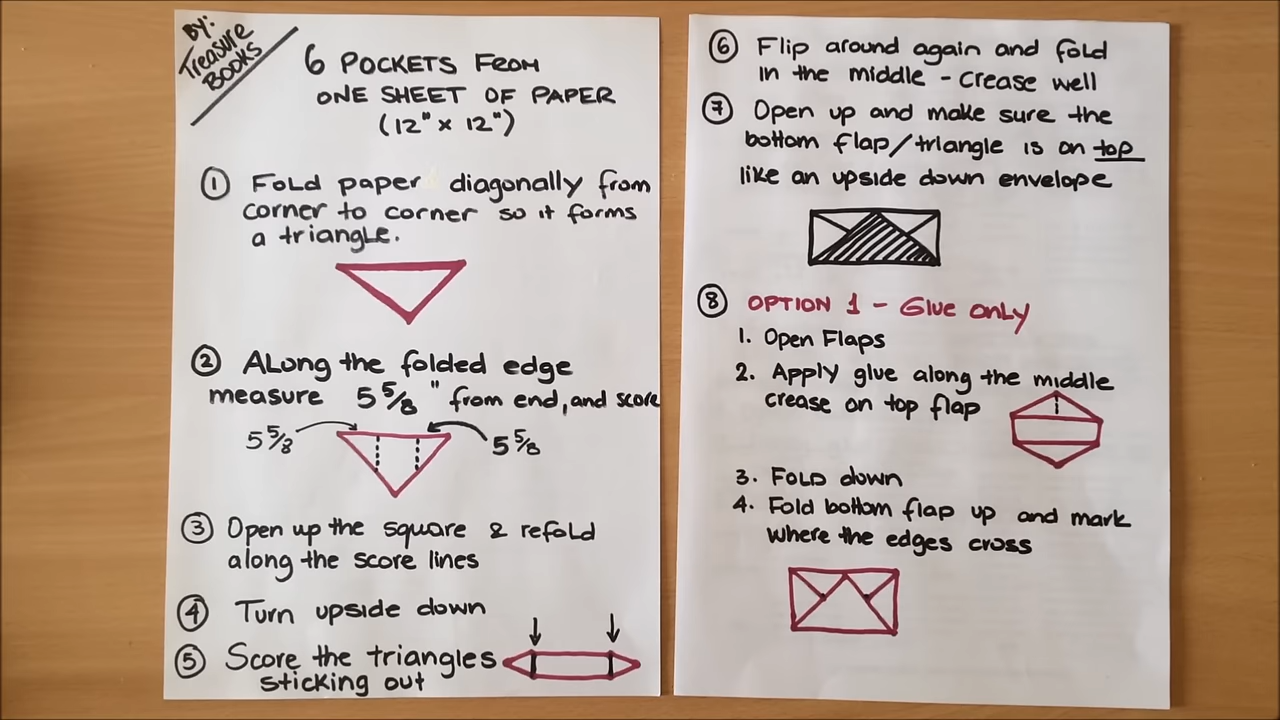 By:
Treasure
BOOKS
6 POCKETS FROM
ONE SHEET OF PAPER
(12" x 12")
① FOLD paper diagonally from
corner to corner so it forms
a triangle.
② ALong the folded edge
measure 5 5/8" from end, and score
5 5/8
5 5/8
③ Open up the square & refold
along the score lines
④ Turn upside down
⑤ Score the triangles
sticking out
⑥ Flip around again and fold
in the middle - crease well
⑦ Open up and make sure the
bottom flap/triangle is on top
like an upside down envelope
⑧ OPTION 1 - Glue only
1. Open Flaps
2. Apply glue along the middle
crease on top flap
3. FOLD down
4. Fold bottom flap up and mark
where the edges cross